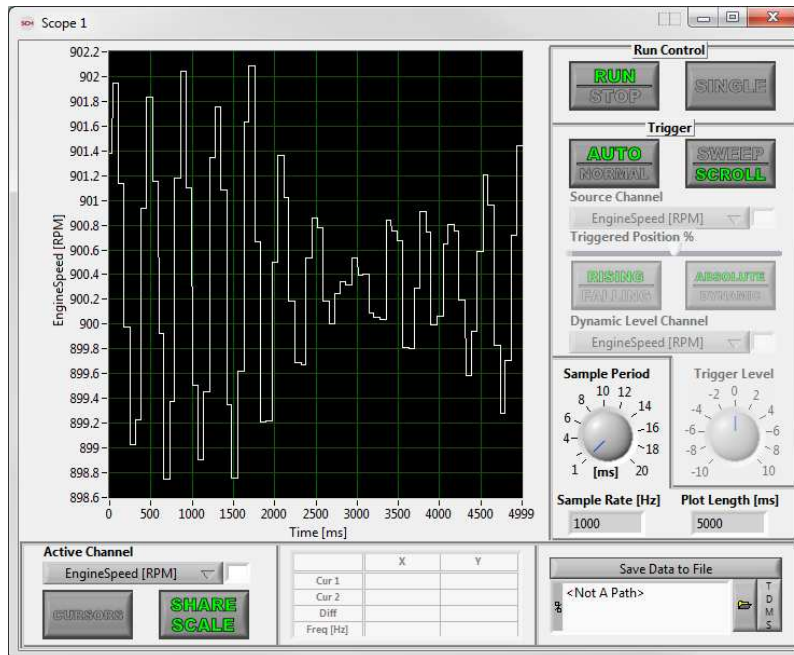 SCM Scope 1
902.2
902
901.8
901.6
901.4
901.2
901
900.8
900.6
900.4
900.2
900
899.8
899.6
899.4
899.2
899
898.8
898.6
EngineSpeed [RPM]
0 500 1000 1500 2000 2500 3000 3500 4000 4500 4999
Time [ms]
Run Control
RUN
STOP
SINGLE
Trigger
AUTO
NORMAL
SWEEP
SCROLL
Source Channel
EngineSpeed [RPM]
Triggered Position %
RISING
FALLING
ABSOLUTE
DYNAMIC
Dynamic Level Channel
EngineSpeed [RPM]
Sample Period
1 4 6 8 10 12 14 16 18 20
[ms]
Trigger Level
-10 -8 -6 -4 -2 0 2 4 6 8 10
Sample Rate [Hz]
1000
Plot Length [ms]
5000
Active Channel
EngineSpeed [RPM]
CURSORS
SHARE
SCALE
X Y
Cur 1
Cur 2
Diff
Freq [Hz]
Save Data to File
<Not A Path>
TDMS